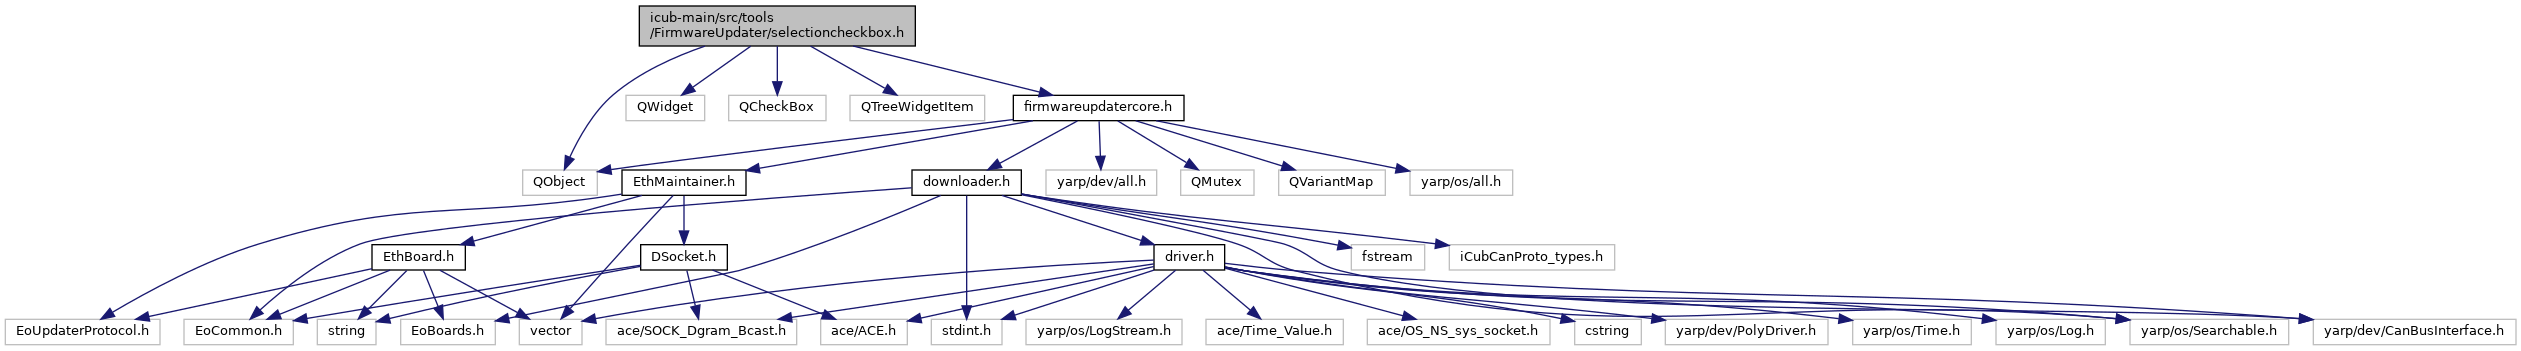 icub-main/src/tools
/FirmwareUpdater/selectioncheckbox.h
QWidget
QCheckBox
QTreeWidgetItem
firmwareupdatercore.h
QObject
EthMaintainer.h
downloader.h
yarp/dev/all.h
QMutex
QVariantMap
yarp/os/all.h
EthBoard.h
DSocket.h
driver.h
fstream
iCubCanProto_types.h
EoUpdaterProtocol.h
EoCommon.h
string
EoBoards.h
vector
ace/SOCK_Dgram_Bcast.h
ace/ACE.h
stdint.h
yarp/os/LogStream.h
ace/Time_Value.h
ace/OS_NS_sys_socket.h
cstring
yarp/dev/PolyDriver.h
yarp/os/Time.h
yarp/os/Log.h
yarp/os/Searchable.h
yarp/dev/CanBusInterface.h